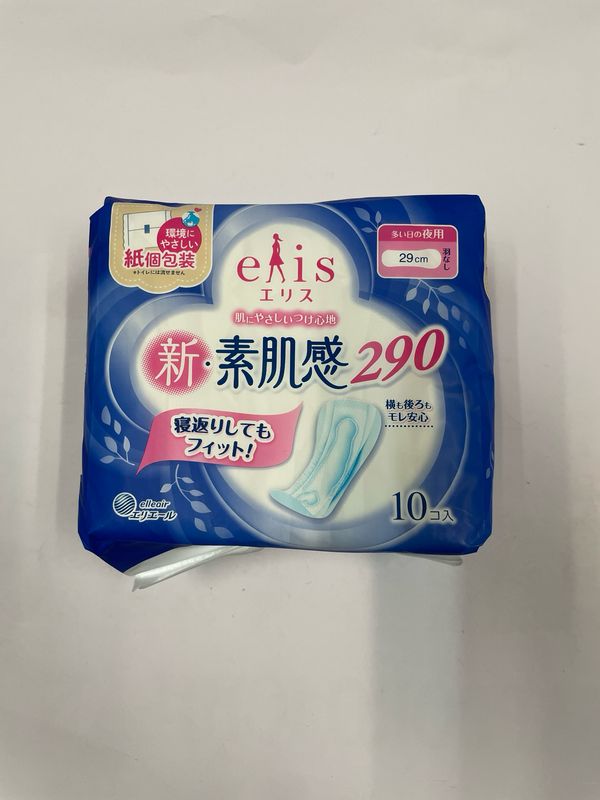 環境に
やさしい
紙個包装
*トイレには流せません
elis
エリス
多い日の夜用
29cm
羽なし
肌にやさしいつけ心地
新・素肌感290
寝返りしても
フィット!
横も後ろも
モレ安心
elleair
エリエール
10コ入